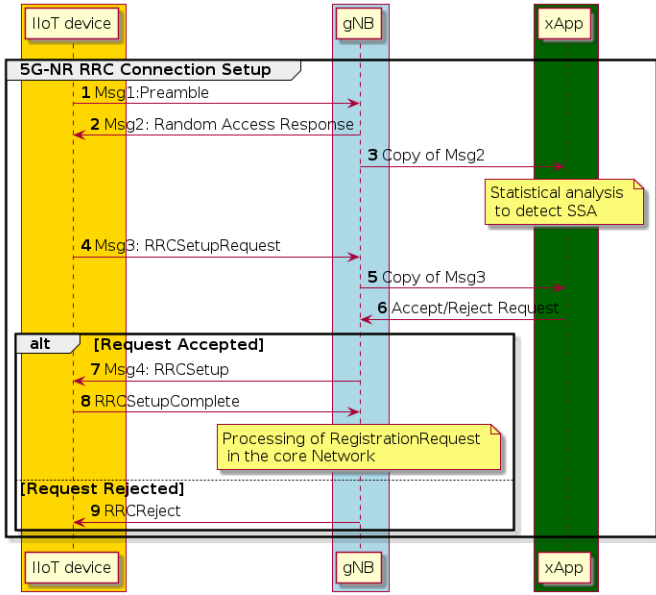 IIoT device gNB xApp
5G-NR RRC Connection Setup
1 Msg1:Preamble
2 Msg2: Random Access Response
3 Copy of Msg2
Statistical analysis
to detect SSA
4 Msg3: RRCSetupRequest
5 Copy of Msg3
6 Accept/Reject Request
alt [Request Accepted]
7 Msg4: RRCSetup
8 RRCSetupComplete
Processing of RegistrationRequest
in the core Network
[Request Rejected]
9 RRCReject
IIoT device gNB xApp